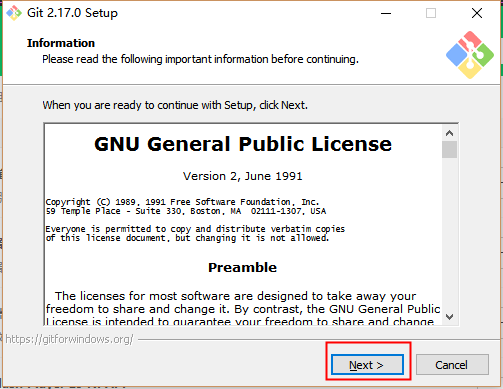 Git 2.17.0 Setup
Information
Please read the following important information before continuing.
When you are ready to continue with Setup, click Next.
GNU General Public License
Version 2, June 1991
Copyright (C) 1989, 1991 Free Software Foundation, Inc.
59 Temple Place - Suite 330, Boston, MA  02111-1307, USA
Everyone is permitted to copy and distribute verbatim copies
of this license document, but changing it is not allowed.
Preamble
The licenses for most software are designed to take away your
freedom to share and change it. By contrast, the GNU General Public
License is intended to guarantee your freedom to share and change
https://gitforwindows.org/
Next >
Cancel